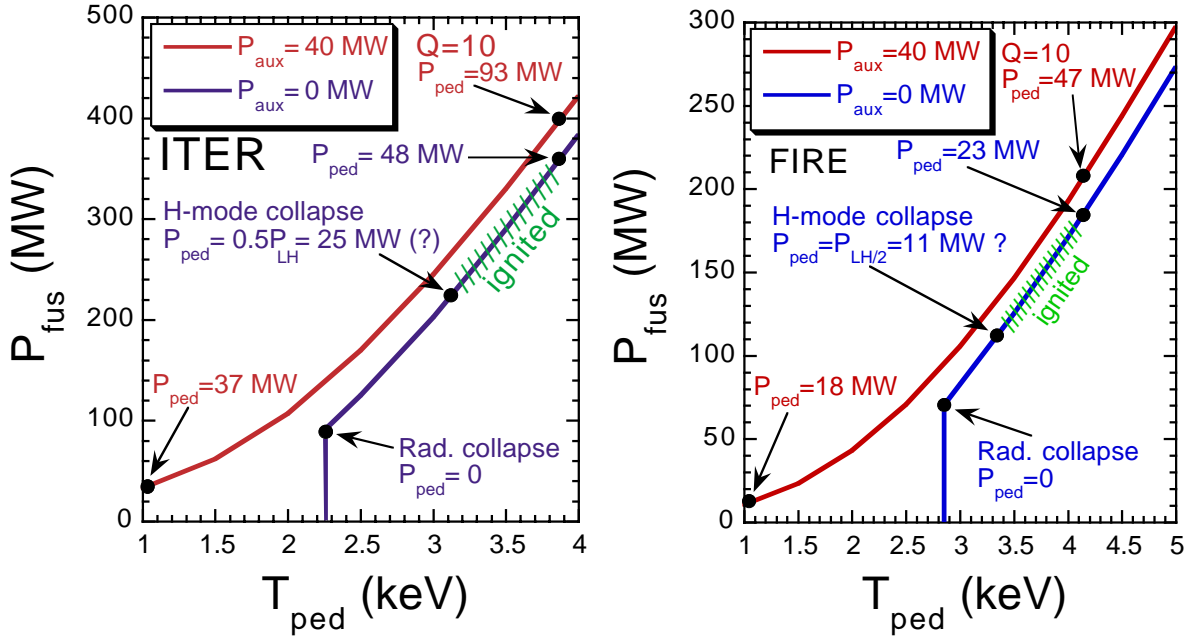 P_fus (MW)
500
400
300
200
100
0
P_aux = 40 MW
P_aux = 0 MW
Q=10
P_ped=93 MW
ITER
P_ped = 48 MW
H-mode collapse
P_ped = 0.5P_LH = 25 MW (?)
ignited
P_ped=37 MW
Rad. collapse
P_ped = 0
1 1.5 2 2.5 3 3.5 4
T_ped (keV)
P_fus (MW)
300
250
200
150
100
50
0
P_aux = 40 MW
P_aux=0 MW
Q=10
P_ped=47 MW
FIRE
P_ped=23 MW
H-mode collapse
P_ped=P_LH/2=11 MW ?
ignited
P_ped=18 MW
Rad. collapse
P_ped=0
1 1.5 2 2.5 3 3.5 4 4.5 5
T_ped (keV)